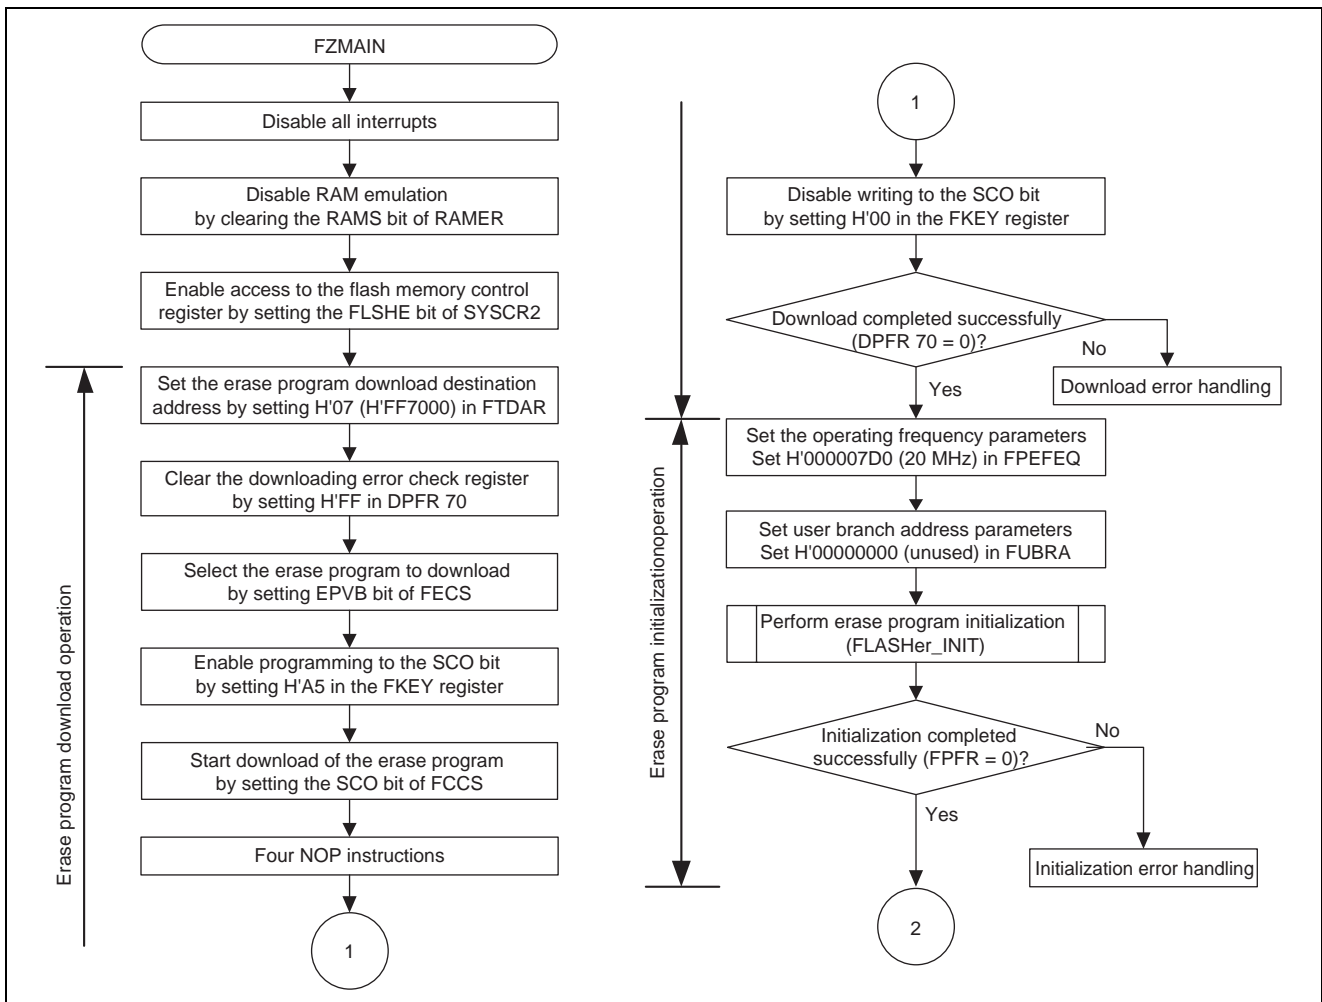 FZMAIN
Disable all interrupts
Disable RAM emulation
by clearing the RAMS bit of RAMER
Enable access to the flash memory control
register by setting the FLSHE bit of SYSCR2
Set the erase program download destination
address by setting H'07 (H'FF7000) in FTDAR
Clear the downloading error check register
by setting H'FF in DPFR 70
Select the erase program to download
by setting EPVB bit of FECS
Enable programming to the SCO bit
by setting H'A5 in the FKEY register
Start download of the erase program
by setting the SCO bit of FCCS
Four NOP instructions
1
Erase program download operation
1
Disable writing to the SCO bit
by setting H'00 in the FKEY register
Download completed successfully
(DPFR 70 = 0)?
No
Download error handling
Yes
Set the operating frequency parameters
Set H'000007D0 (20 MHz) in FPEFEQ
Set user branch address parameters
Set H'00000000 (unused) in FUBRA
Perform erase program initialization
(FLASHer_INIT)
Initialization completed
successfully (FPFR = 0)?
No
Initialization error handling
Yes
2
Erase program initializationoperation